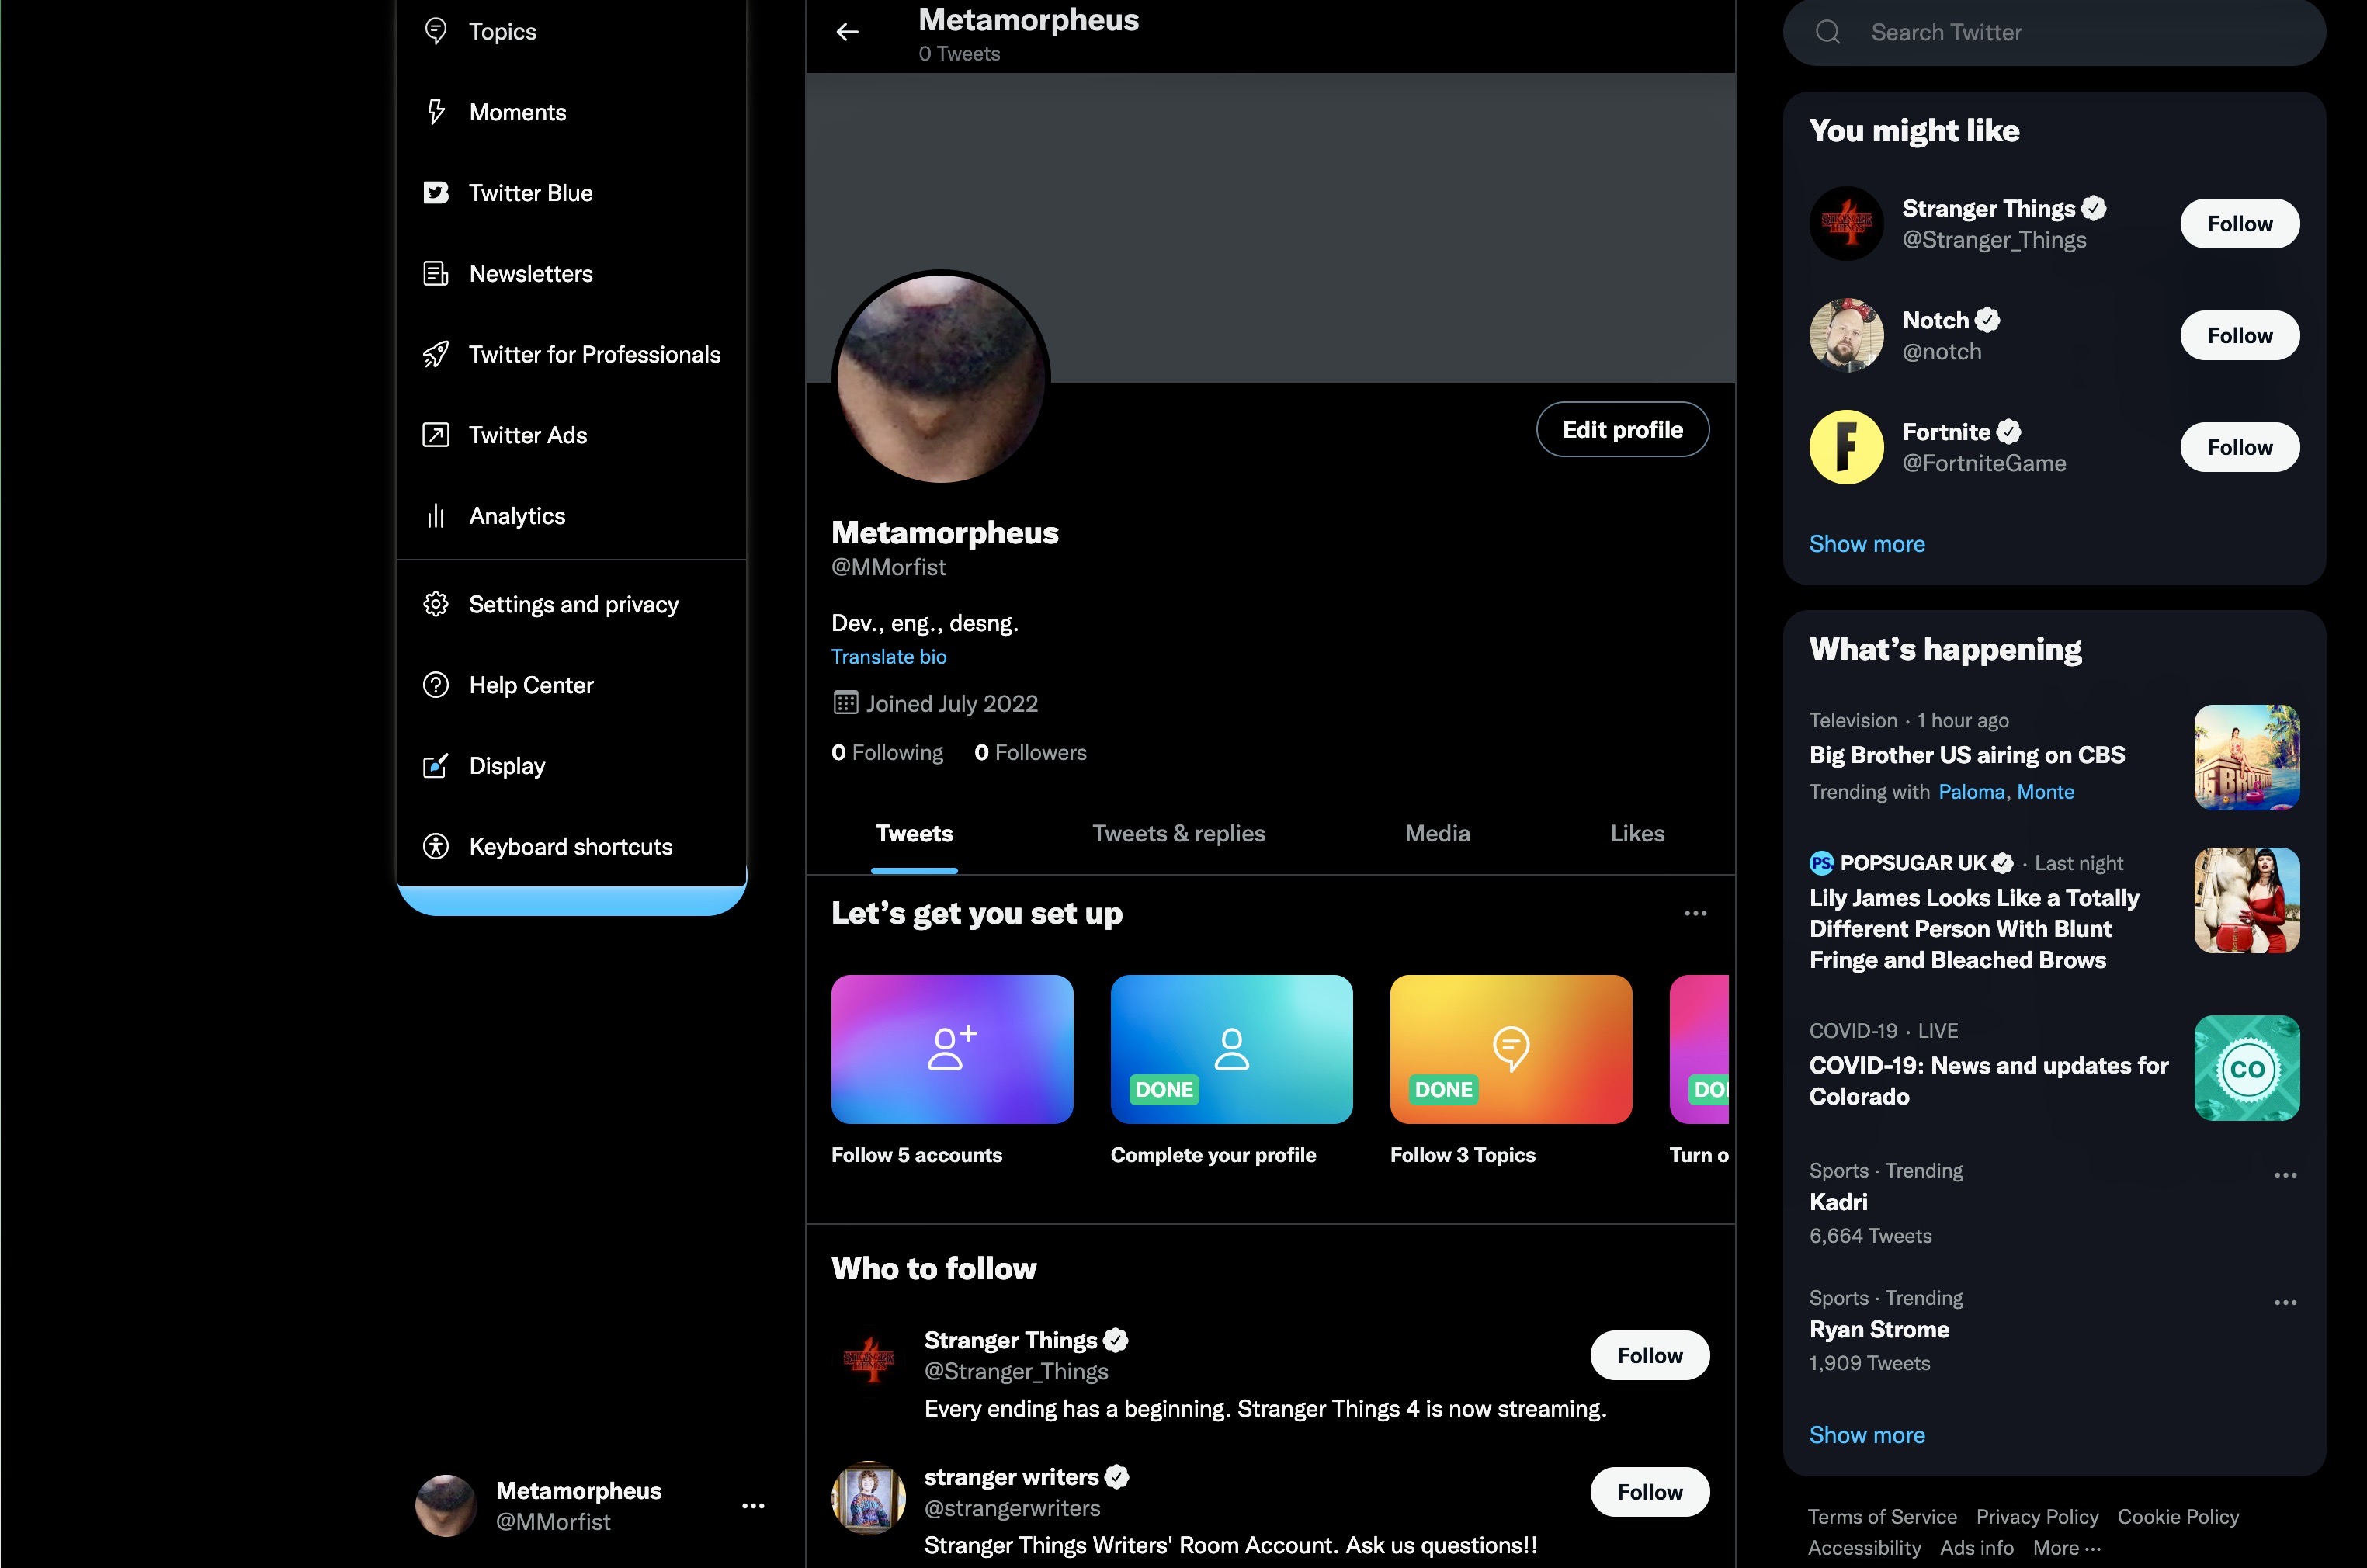 Topics
Moments
Twitter Blue
Newsletters
Twitter for Professionals
Twitter Ads
Analytics
Settings and privacy
Help Center
Display
Keyboard shortcuts
Metamorpheus
@MMorfist
Metamorpheus
0 Tweets
Edit profile
Metamorpheus
@MMorfist
Dev., eng., desng.
Translate bio
Joined July 2022
0 Following 0 Followers
Tweets Tweets & replies Media Likes
Let’s get you set up
DONE DONE DO
Follow 5 accounts Complete your profile Follow 3 Topics Turn o
Who to follow
Stranger Things
@Stranger_Things
Follow
Every ending has a beginning. Stranger Things 4 is now streaming.
stranger writers
@strangerwriters
Follow
Stranger Things Writers' Room Account. Ask us questions!!
Search Twitter
You might like
STRANGER THINGS
Stranger Things
@Stranger_Things
Follow
Notch
@notch
Follow
F
Fortnite
@FortniteGame
Follow
Show more
What’s happening
Television · 1 hour ago
Big Brother US airing on CBS
Trending with Paloma, Monte
PS. POPSUGAR UK · Last night
Lily James Looks Like a Totally
Different Person With Blunt
Fringe and Bleached Brows
COVID-19 · LIVE
COVID-19: News and updates for
Colorado
CO
Sports · Trending
Kadri
6,664 Tweets
Sports · Trending
Ryan Strome
1,909 Tweets
Show more
Terms of Service Privacy Policy Cookie Policy
Accessibility Ads info More ···